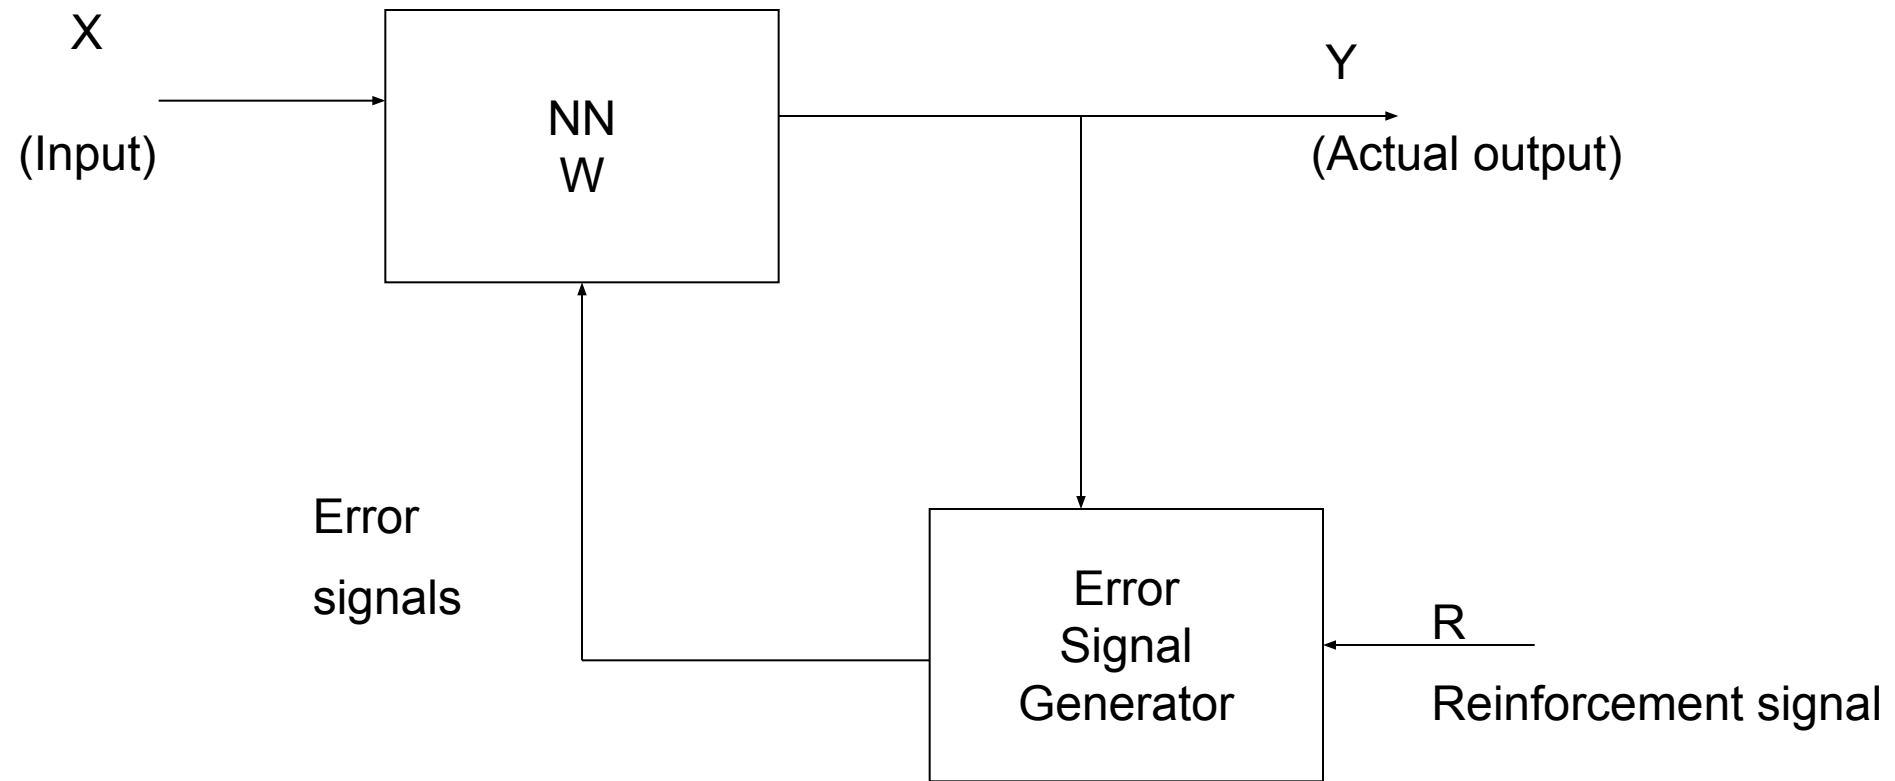 X
(Input)
NN
W
Y
(Actual output)
Error
signals
Error
Signal
Generator
R
Reinforcement signal